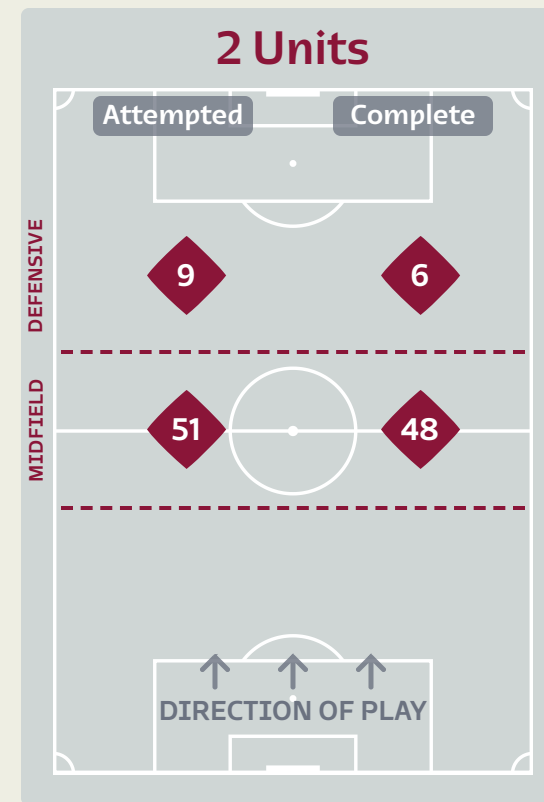 2 Units
Attempted Complete
DEFENSIVE
9 6
MIDFIELD
51 48
DIRECTION OF PLAY